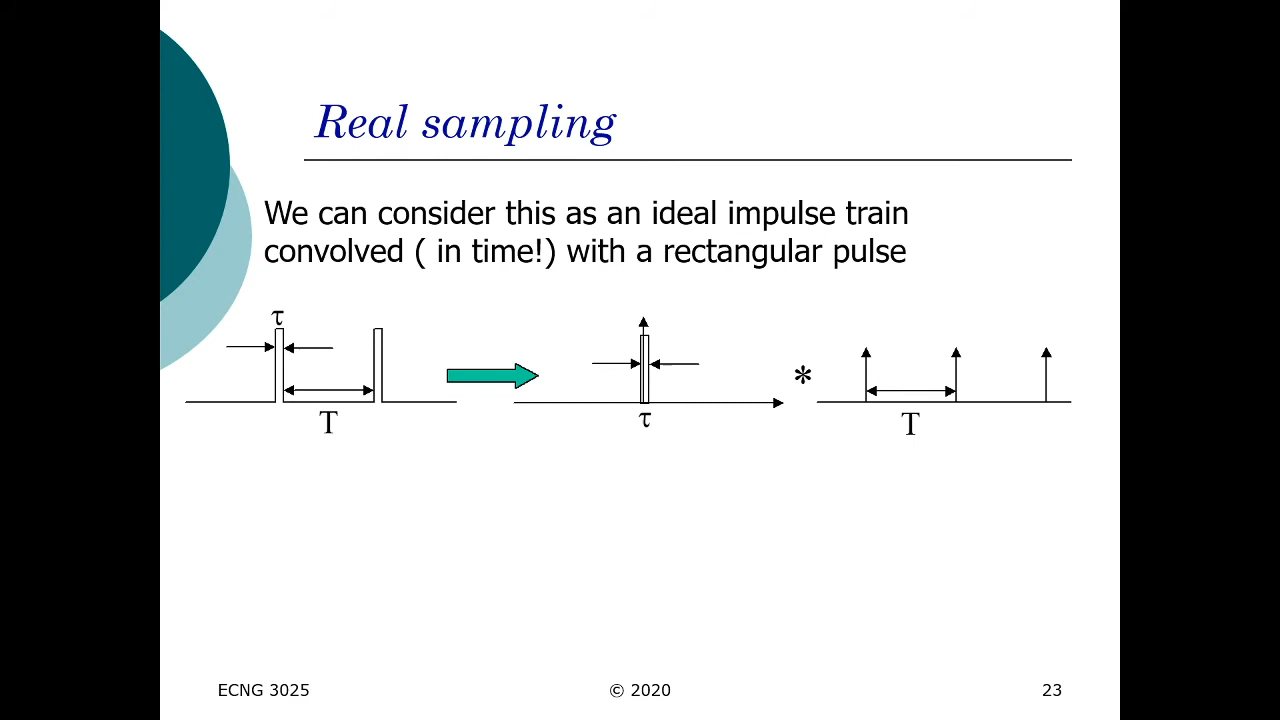 Real sampling
We can consider this as an ideal impulse train
convolved ( in time!) with a rectangular pulse
τ
T
τ
*
T
ECNG 3025
© 2020
23